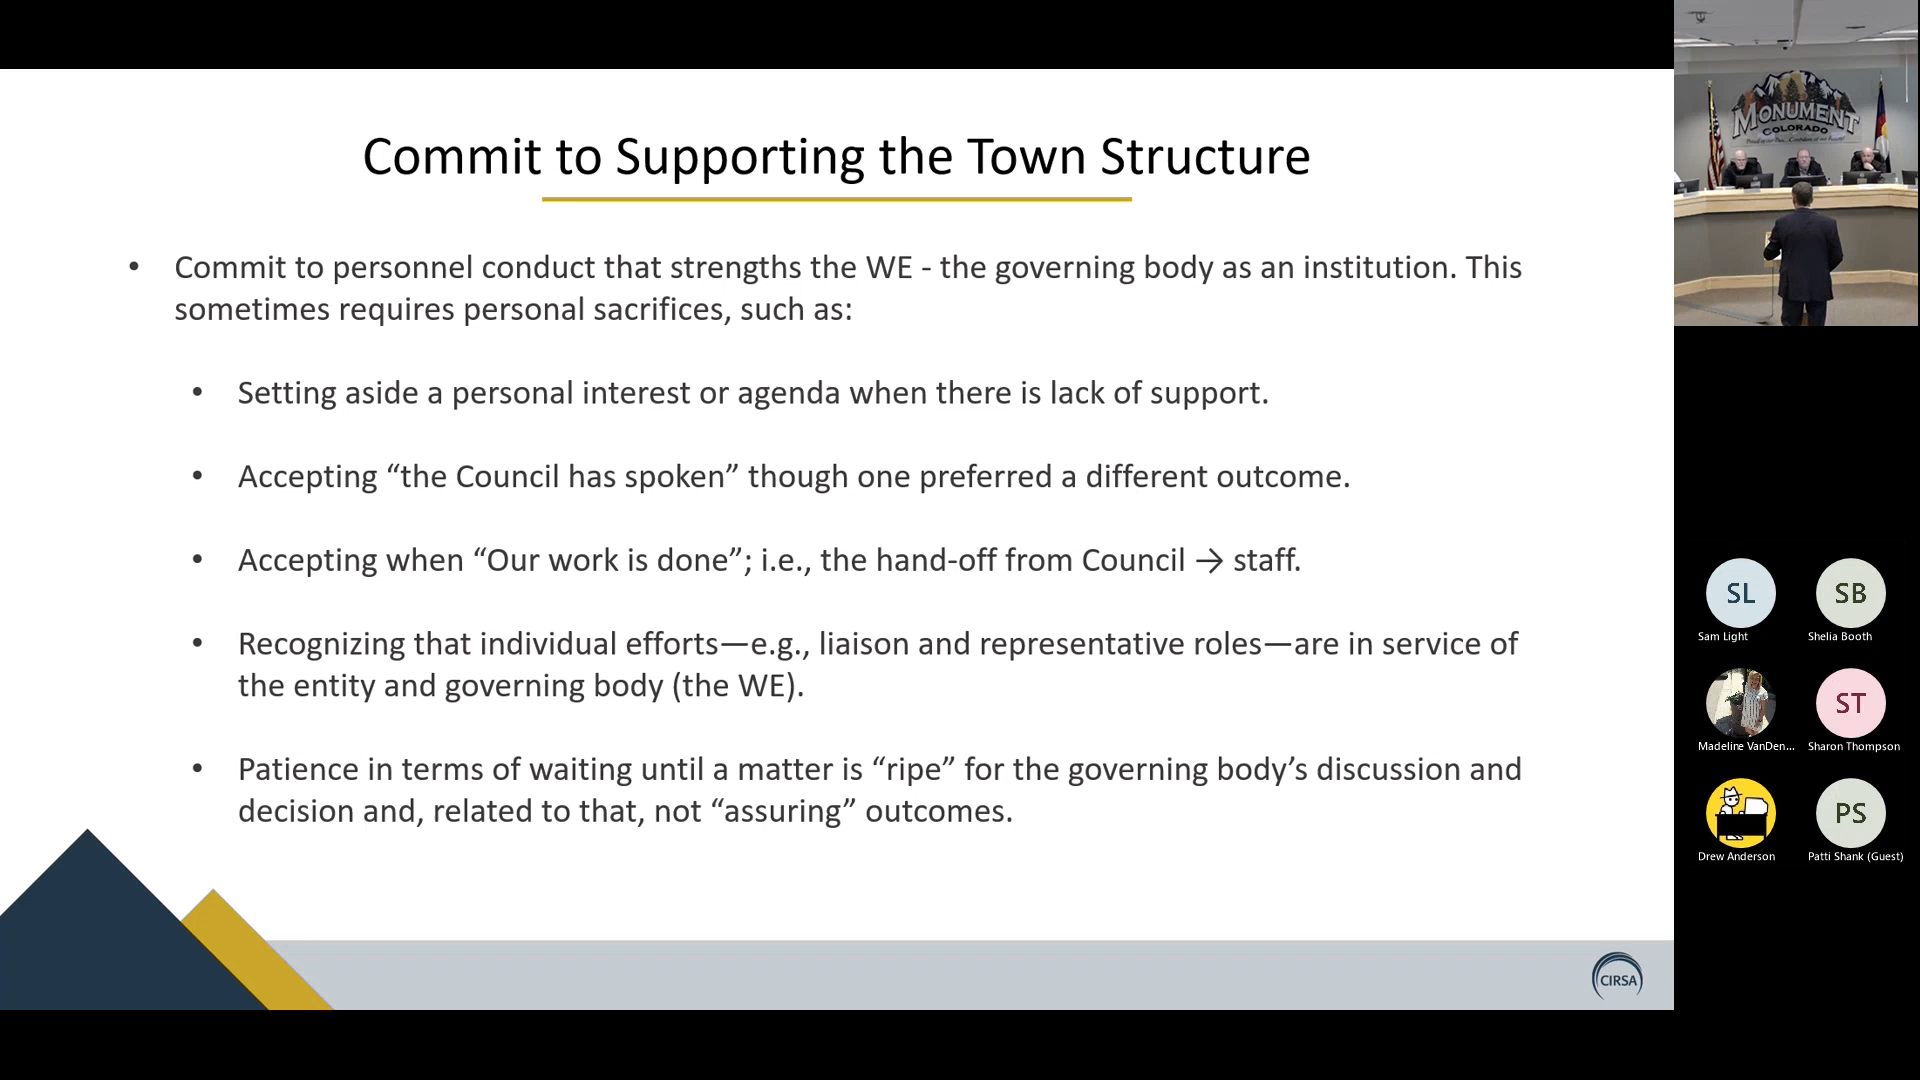 Commit to Supporting the Town Structure
• Commit to personnel conduct that strengths the WE - the governing body as an institution. This
sometimes requires personal sacrifices, such as:
• Setting aside a personal interest or agenda when there is lack of support.
• Accepting “the Council has spoken” though one preferred a different outcome.
• Accepting when “Our work is done”; i.e., the hand-off from Council → staff.
• Recognizing that individual efforts—e.g., liaison and representative roles—are in service of
the entity and governing body (the WE).
• Patience in terms of waiting until a matter is “ripe” for the governing body’s discussion and
decision and, related to that, not “assuring” outcomes.
CIRSA
MONUMENT
COLORADO
SL
Sam Light
SB
Shelia Booth
Madeline VanDen...
ST
Sharon Thompson
Drew Anderson
PS
Patti Shank (Guest)